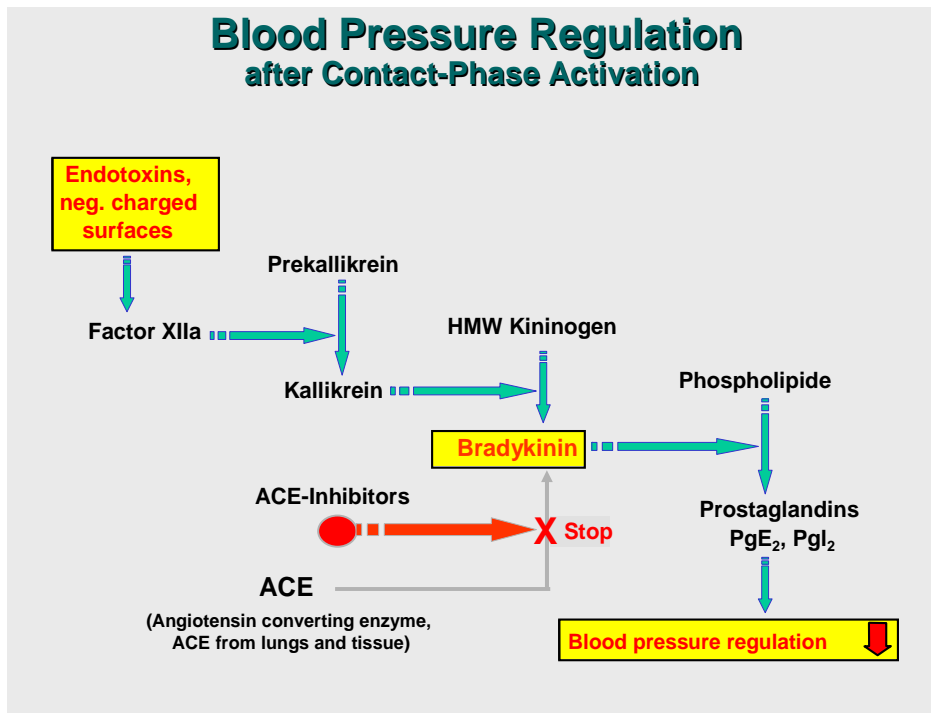 Blood Pressure Regulation
after Contact-Phase Activation
Endotoxins,
neg. charged
surfaces
Prekallikrein
Factor XIIa
HMW Kininogen
Kallikrein
Phospholipide
Bradykinin
ACE-Inhibitors
X Stop
Prostaglandins
PgE₂, PgI₂
ACE
(Angiotensin converting enzyme,
ACE from lungs and tissue)
Blood pressure regulation